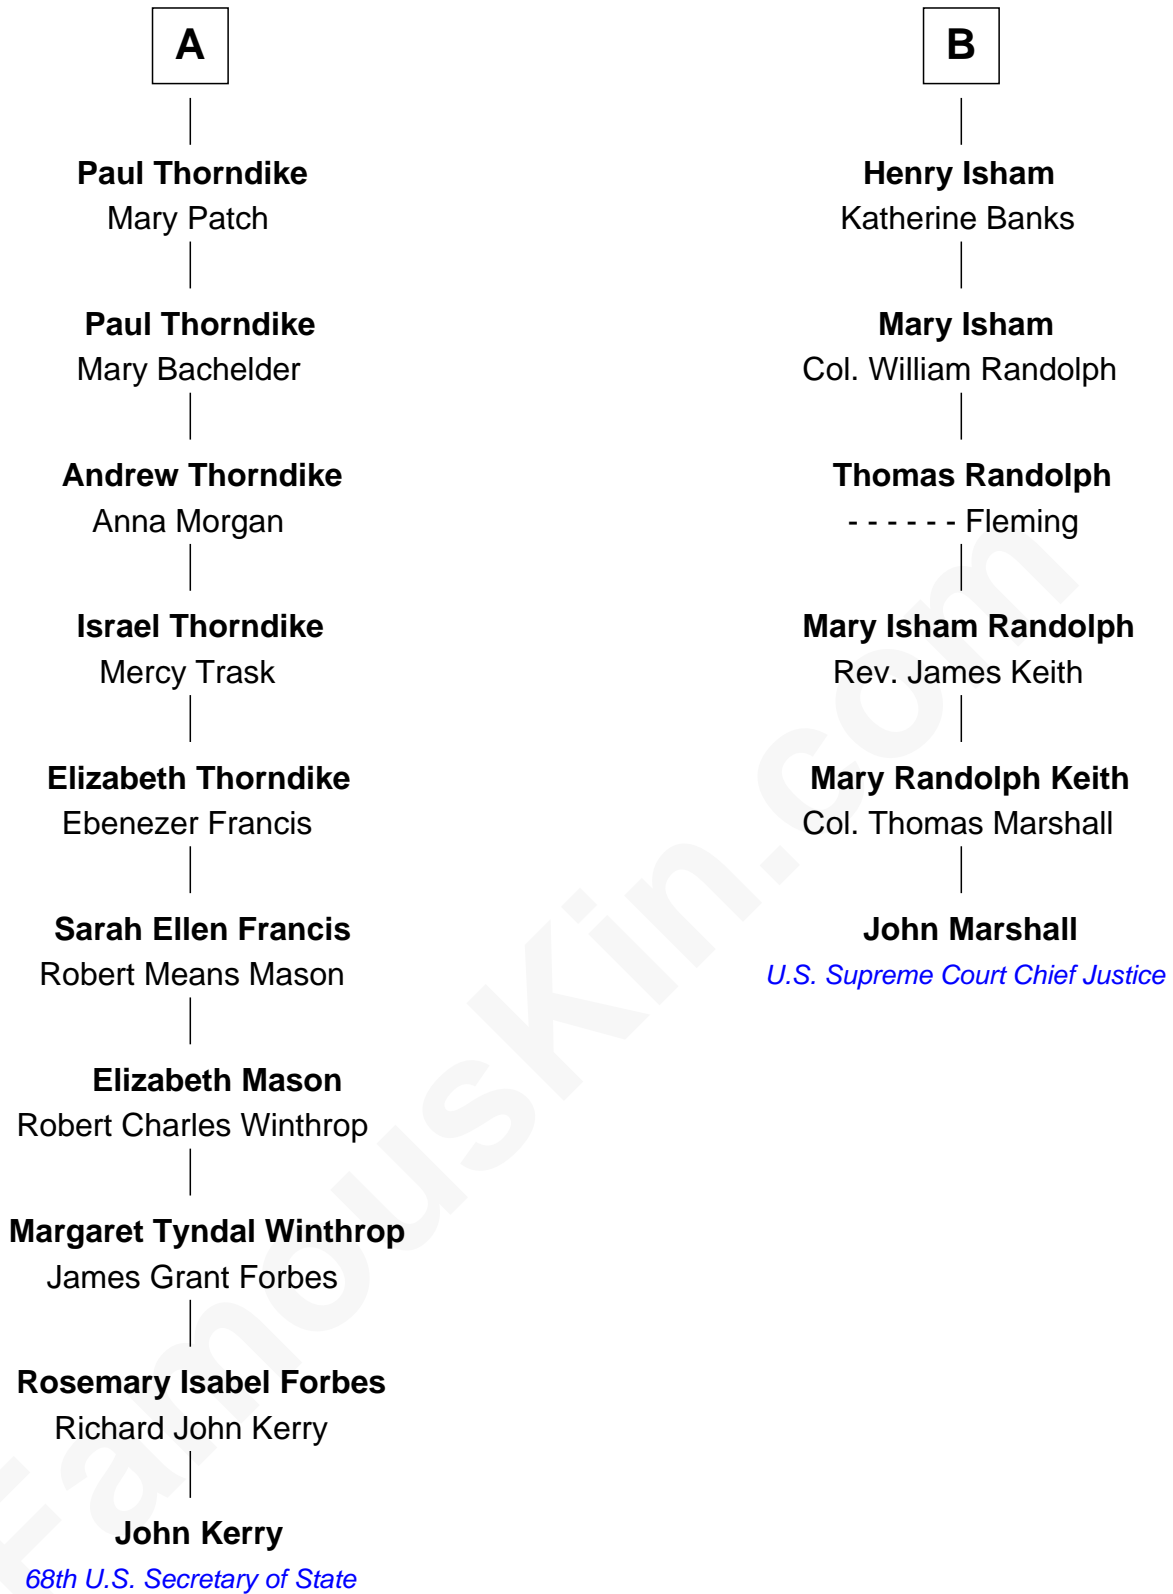 A
Paul Thorndike
Mary Patch
Paul Thorndike
Mary Bachelder
Andrew Thorndike
Anna Morgan
Israel Thorndike
Mercy Trask
Elizabeth Thorndike
Ebenezer Francis
Sarah Ellen Francis
Robert Means Mason
Elizabeth Mason
Robert Charles Winthrop
Margaret Tyndal Winthrop
James Grant Forbes
Rosemary Isabel Forbes
Richard John Kerry
John Kerry
68th U.S. Secretary of State
B
Henry Isham
Katherine Banks
Mary Isham
Col. William Randolph
Thomas Randolph
- - - - - - Fleming
Mary Isham Randolph
Rev. James Keith
Mary Randolph Keith
Col. Thomas Marshall
John Marshall
U.S. Supreme Court Chief Justice
FamousKin.com